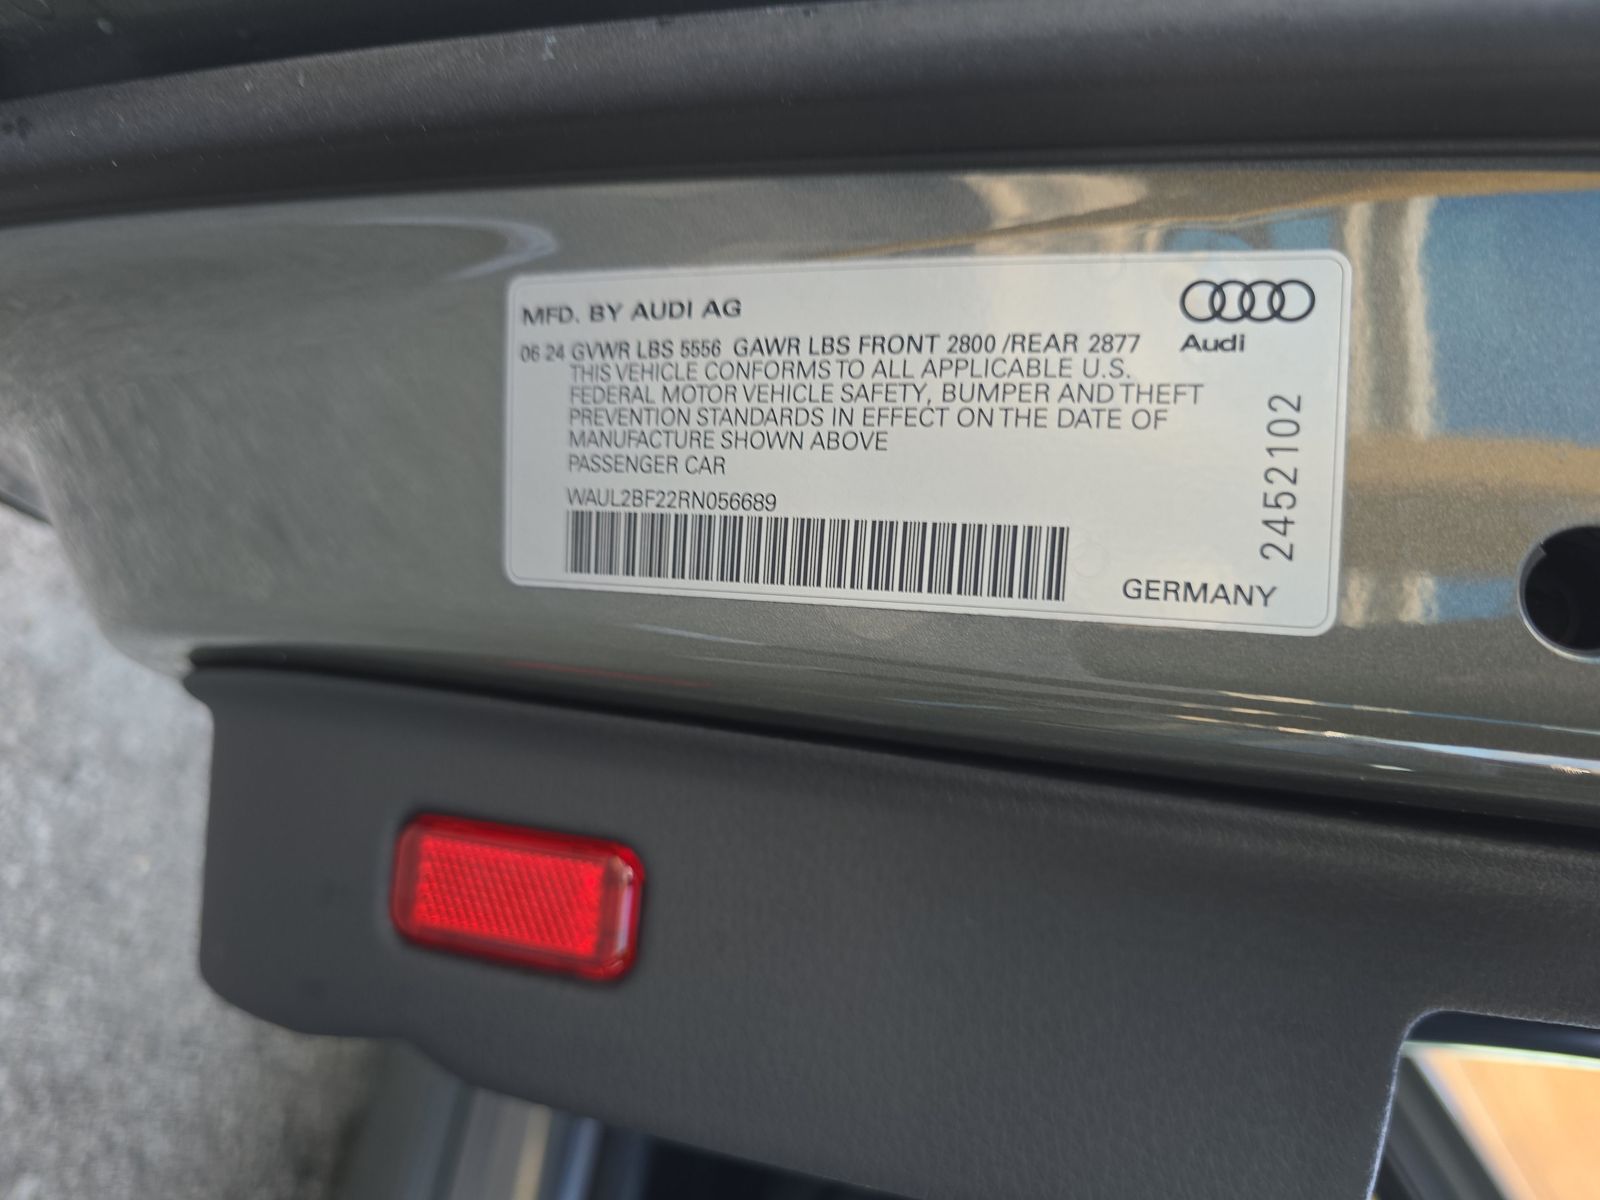 MFD. BY AUDI AG
Audi
06 24 GVWR LBS 5556 GAWR LBS FRONT 2800 /REAR 2877
THIS VEHICLE CONFORMS TO ALL APPLICABLE U.S.
FEDERAL MOTOR VEHICLE SAFETY, BUMPER AND THEFT
PREVENTION STANDARDS IN EFFECT ON THE DATE OF
MANUFACTURE SHOWN ABOVE
PASSENGER CAR
WAUL2BF22RN056689
GERMANY
2452102